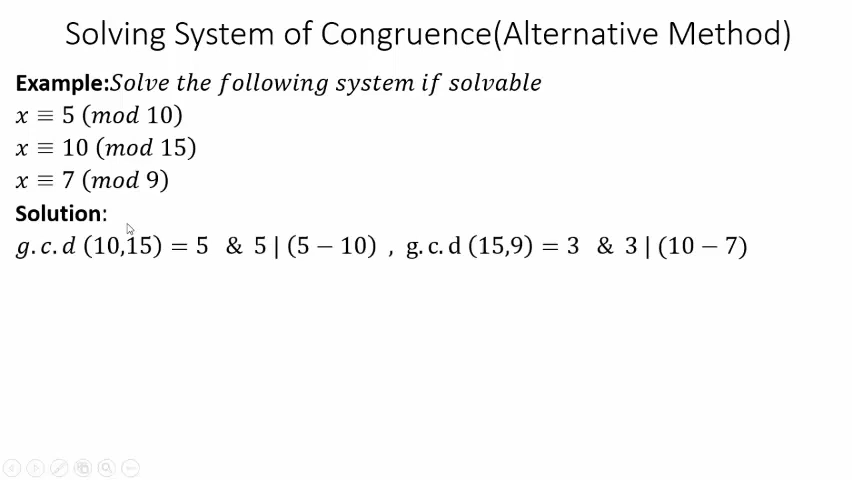 Solving System of Congruence(Alternative Method)
Example:Solve the following system if solvable
x ≡ 5 (mod 10)
x ≡ 10 (mod 15)
x ≡ 7 (mod 9)
Solution:
g.c.d (10,15) = 5 & 5 | (5 − 10) , g.c.d (15,9) = 3 & 3 | (10 − 7)